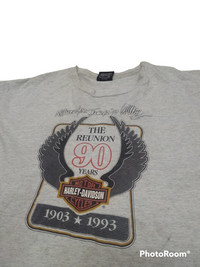 THE
REUNION
90
YEARS
HARLEY-DAVIDSON
1903 ★ 1993
PhotoRoom